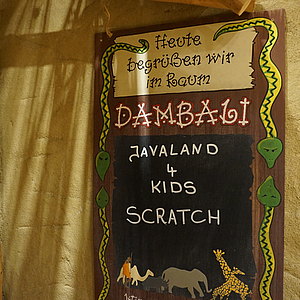 Heute
begrüßen wir
im Raum
DAMBALI
JAVALAND
4
KIDS
SCRATCH